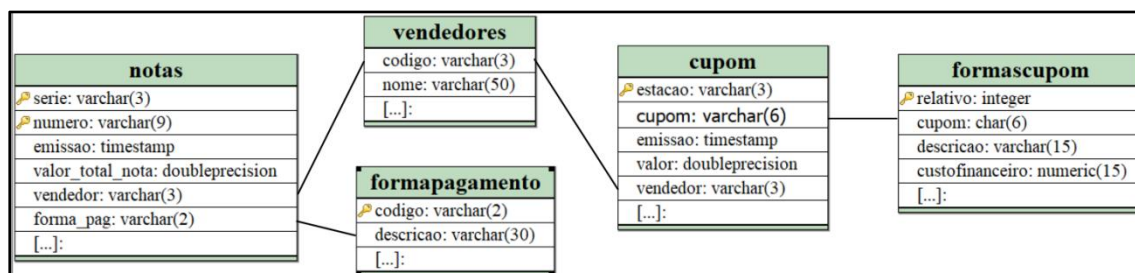 notas
serie: varchar(3)
numero: varchar(9)
emissao: timestamp
valor_total_nota: doubleprecision
vendedor: varchar(3)
forma_pag: varchar(2)
[...]:
vendedores
codigo: varchar(3)
nome: varchar(50)
[...]:
formapagamento
codigo: varchar(2)
descricao: varchar(30)
[...]:
cupom
estacao: varchar(3)
cupom: varchar(6)
emissao: timestamp
valor: doubleprecision
vendedor: varchar(3)
[...]:
formascupom
relativo: integer
cupom: char(6)
descricao: varchar(15)
custofinanceiro: numeric(15)
[...]: